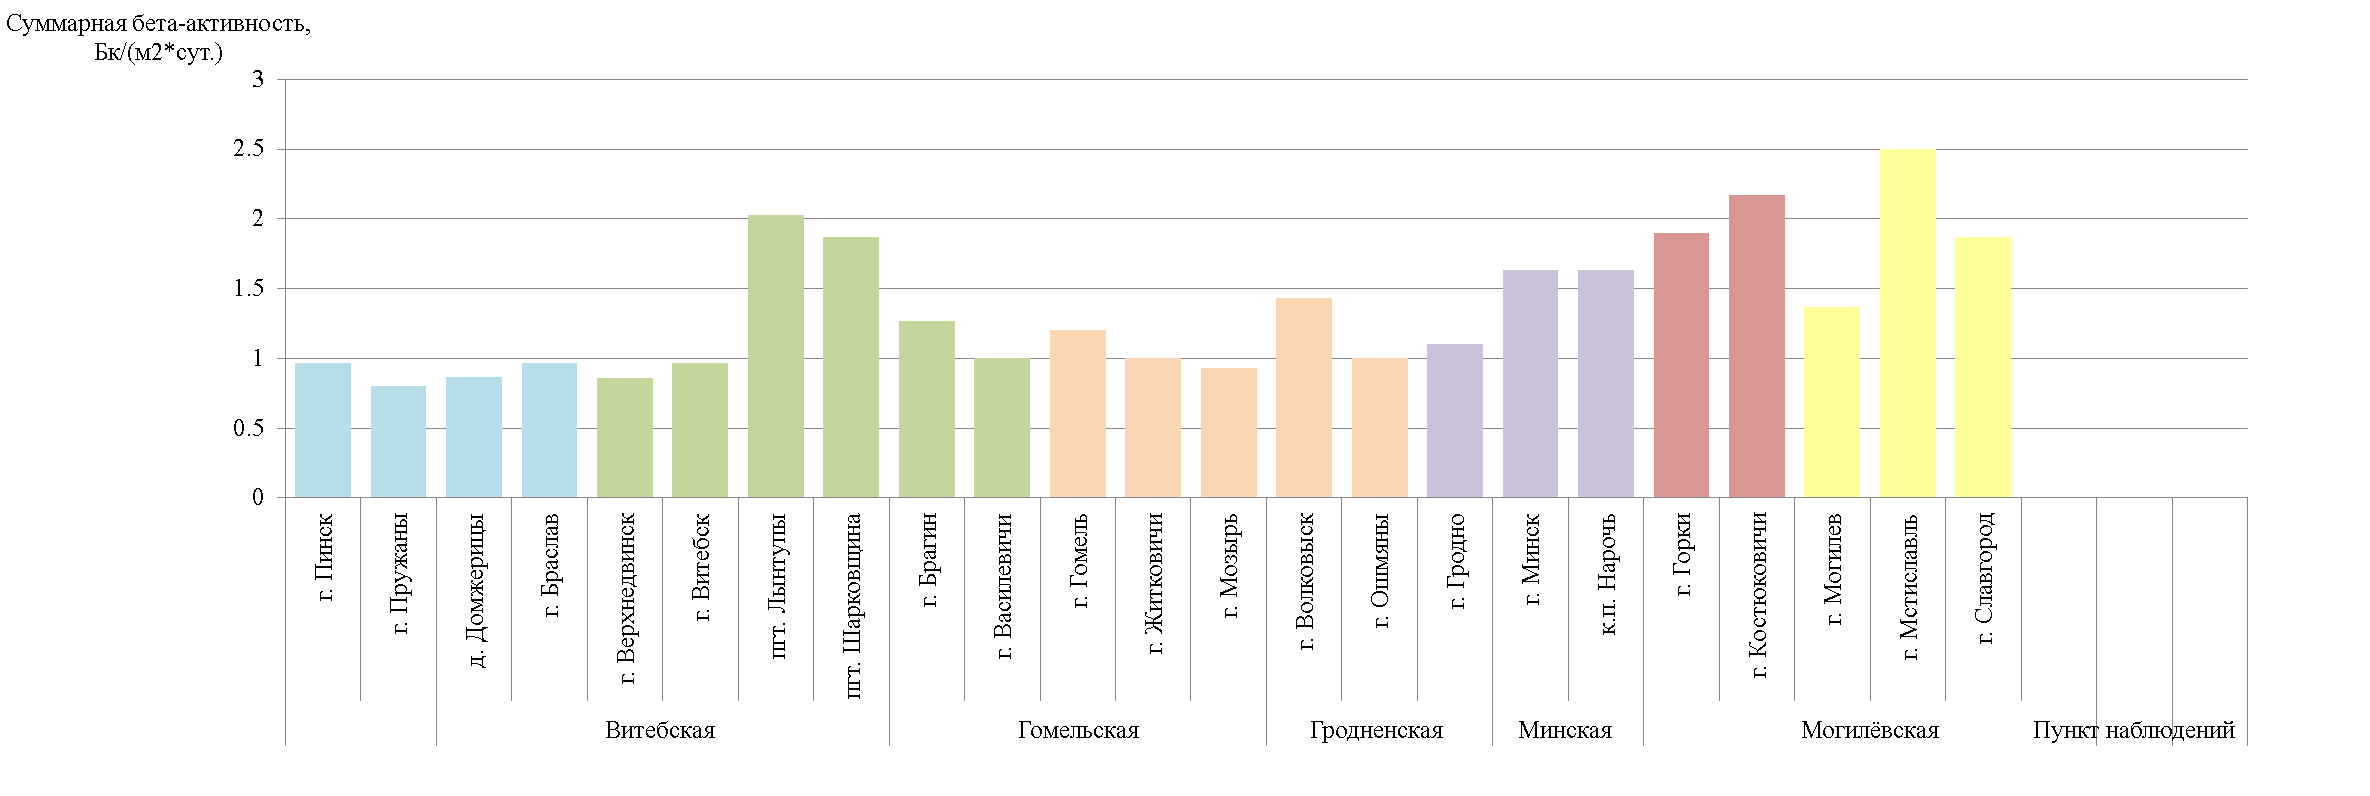 Суммарная бета-активность,
Бк/(м2*сут.)
3
2.5
2
1.5
1
0.5
0
г. Пинск
г. Пружаны
д. Домжерицы
г. Браслав
г. Верхнедвинск
г. Витебск
пгт. Лынтупы
пгт. Шарковщина
г. Брагин
г. Василевичи
г. Гомель
г. Житковичи
г. Мозырь
г. Волковыск
г. Ошмяны
г. Гродно
г. Минск
к.п. Нарочь
г. Горки
г. Костюковичи
г. Могилев
г. Мстиславль
г. Славгород
Витебская
Гомельская
Гродненская
Минская
Могилёвская
Пункт наблюдений